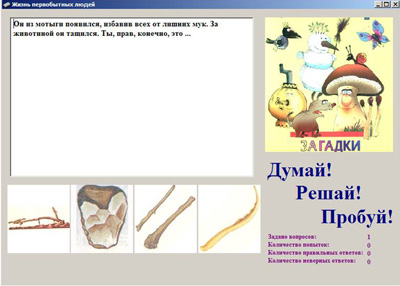 Жизнь первобытных людей
Он из мотыги появился, избавив всех от лишних мук. За
животиной он тащился. Ты, прав, конечно, это ...
ЗАГАДКИ
Думай!
Решай!
Пробуй!
Задано вопросов: 1
Количество попыток: 0
Количество правильных ответов: 0
Количество неверных ответов: 0